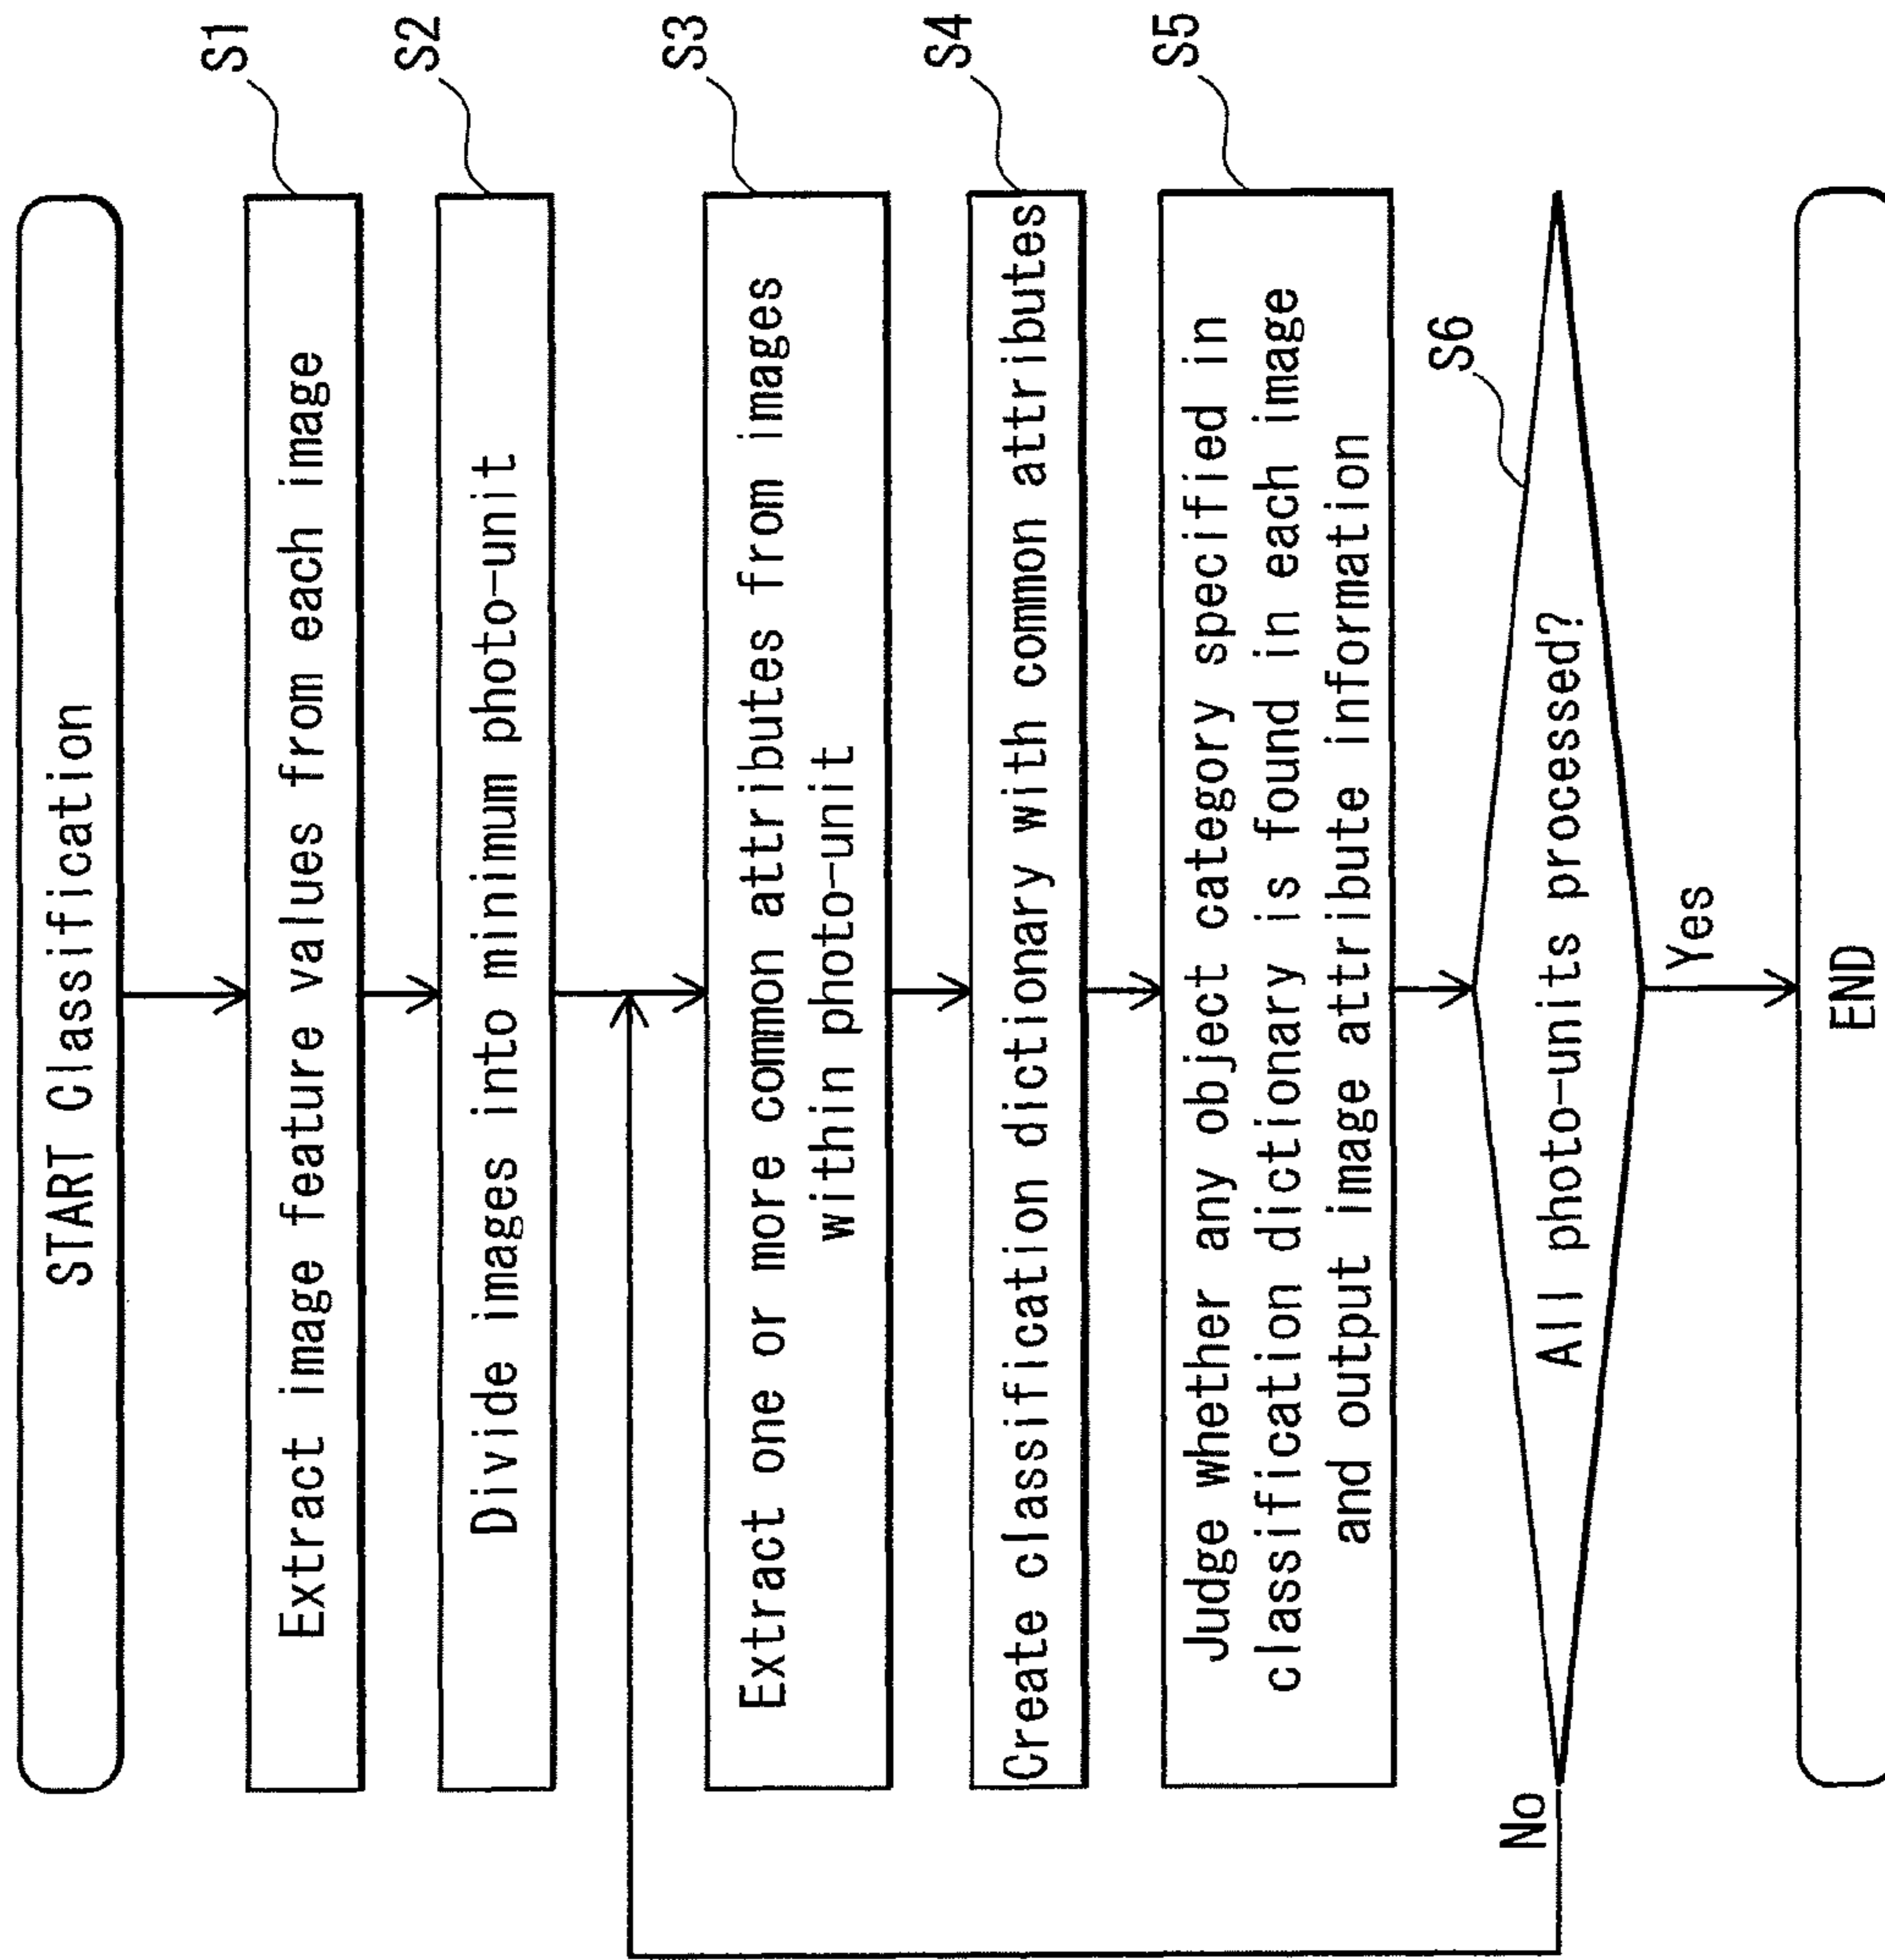 START Classification
S1
Extract image feature values from each image
S2
Divide images into minimum photo-unit
S3
Extract one or more common attributes from images
within photo-unit
S4
Create classification dictionary with common attributes
S5
Judge whether any object category specified in
classification dictionary is found in each image
and output image attribute information
S6
All photo-units processed?
No
Yes
END